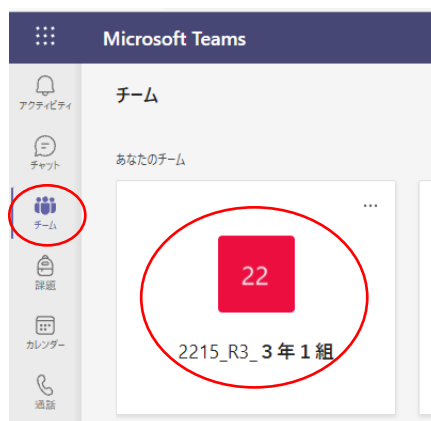 Microsoft Teams
アクティビティ
チャット
チーム
課題
カレンダー
通話
チーム
あなたのチーム
...
22
2215_R3_３年１組